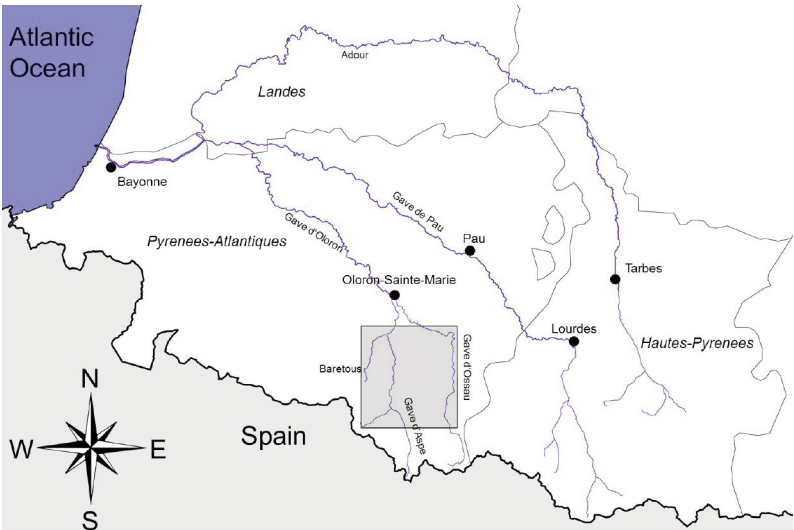 Atlantic
Ocean
Adour
Landes
Bayonne
Gave de Pau
Gave d'Oloron
Pyrenees-Atlantiques
Pau
Tarbes
Oloron-Sainte-Marie
Lourdes
Hautes-Pyrenees
Baretous
Gave d'Ossau
Gave d'Aspe
N
W
E
S
Spain